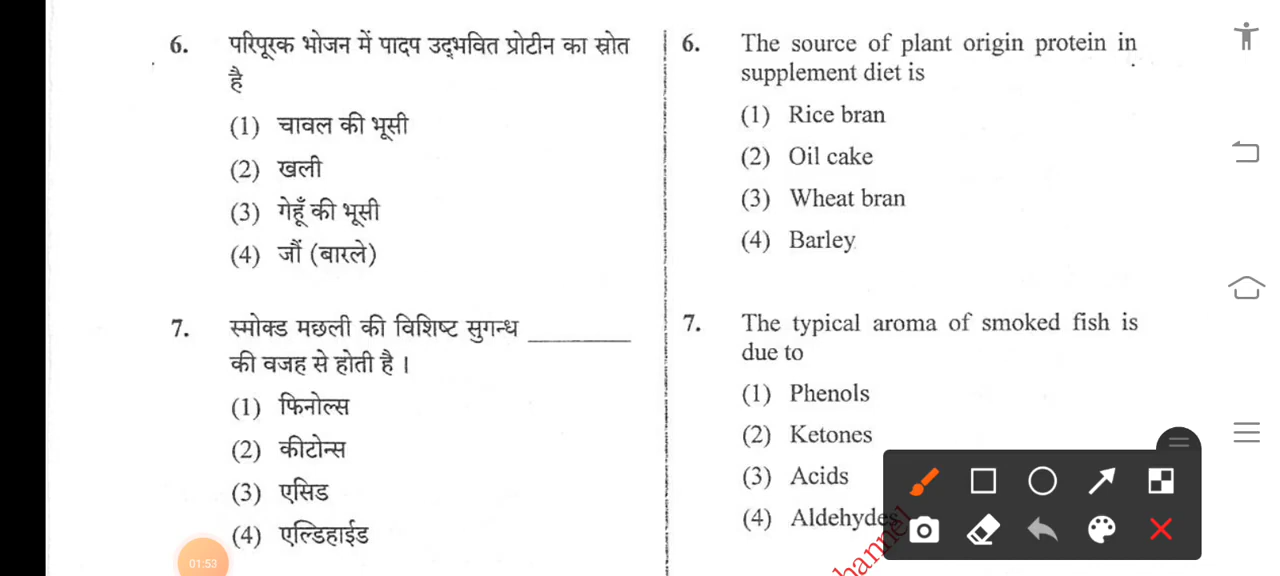 6. परिपूरक भोजन में पादप उद्भवित प्रोटीन का स्रोत
है
(1) चावल की भूसी
(2) खली
(3) गेहूँ की भूसी
(4) जौं (बारले)
7. स्मोक्ड मछली की विशिष्ट सुगन्ध ________
की वजह से होती है ।
(1) फिनोल्स
(2) कीटोन्स
(3) एसिड
(4) एल्डिहाईड
01:53
6. The source of plant origin protein in
supplement diet is
(1) Rice bran
(2) Oil cake
(3) Wheat bran
(4) Barley
7. The typical aroma of smoked fish is
due to
(1) Phenols
(2) Ketones
(3) Acids
(4) Aldehydes